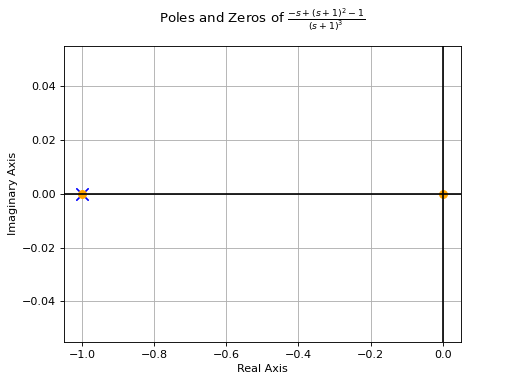 Poles and Zeros of $\frac{-s+(s+1)^2-1}{(s+1)^3}$
Imaginary Axis
0.04
0.02
0.00
−0.02
−0.04
−1.0 −0.8 −0.6 −0.4 −0.2 0.0
Real Axis